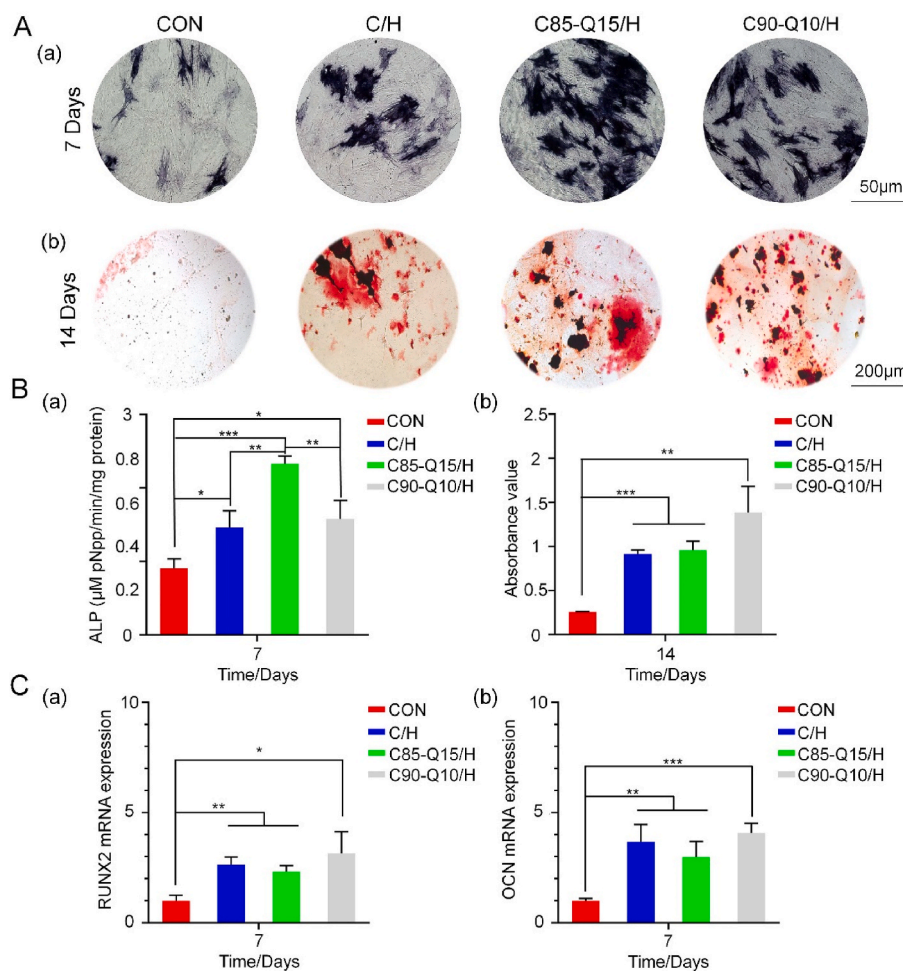 A
CON
C/H
C85-Q15/H
C90-Q10/H
(a)
7 Days
50μm
(b)
14 Days
200μm
B
(a)
ALP (μM pNpp/min/mg protein)
3
0.8
0.4
0.2
0
*
***
**
**
*
CON
C/H
C85-Q15/H
C90-Q10/H
7
Time/Days
(b)
Absorbance value
2.5
2
1.5
1
0.5
0
**
***
CON
C/H
C85-Q15/H
C90-Q10/H
14
Time/Days
C
(a)
RUNX2 mRNA expression
10
5
0
*
**
CON
C/H
C85-Q15/H
C90-Q10/H
7
Time/Days
(b)
OCN mRNA expression
10
5
0
***
**
CON
C/H
C85-Q15/H
C90-Q10/H
7
Time/Days